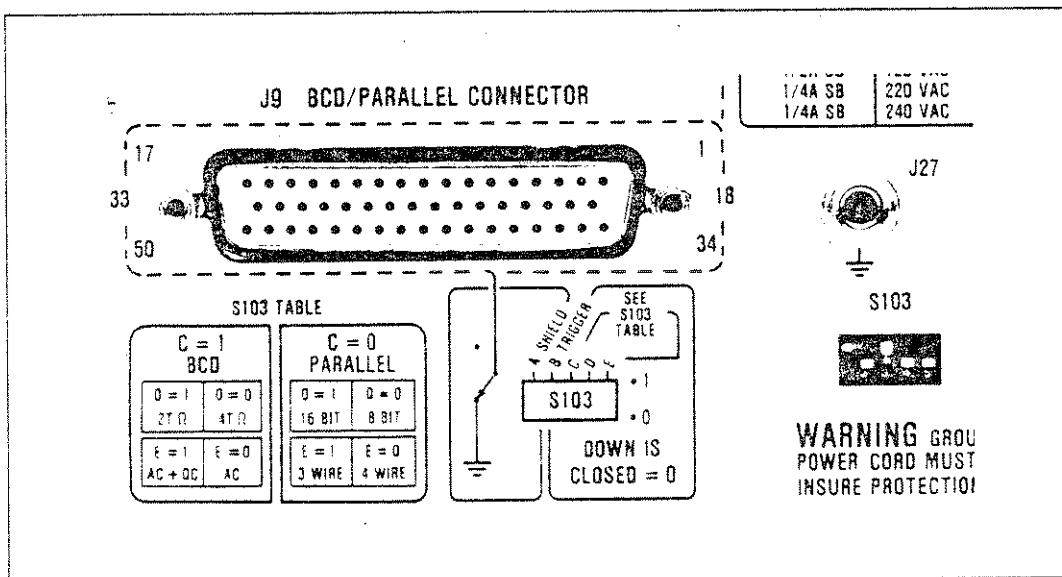 J9 BCD/PARALLEL CONNECTOR
17
1
33
18
50
34
1/4A SB 220 VAC
1/4A SB 240 VAC
J27
S103 TABLE
C = 1
BCD
D = 1 D = 0
2T Ω 4T Ω
E = 1 E = 0
AC + DC AC
C = 0
PARALLEL
D = 1 D = 0
16 BIT 8 BIT
E = 1 E = 0
3 WIRE 4 WIRE
SHIELD
TRIGGER
SEE
S103
TABLE
A B C D E
S103
1
0
DOWN IS
CLOSED = 0
S103
WARNING GROU
POWER CORD MUST
INSURE PROTECTION